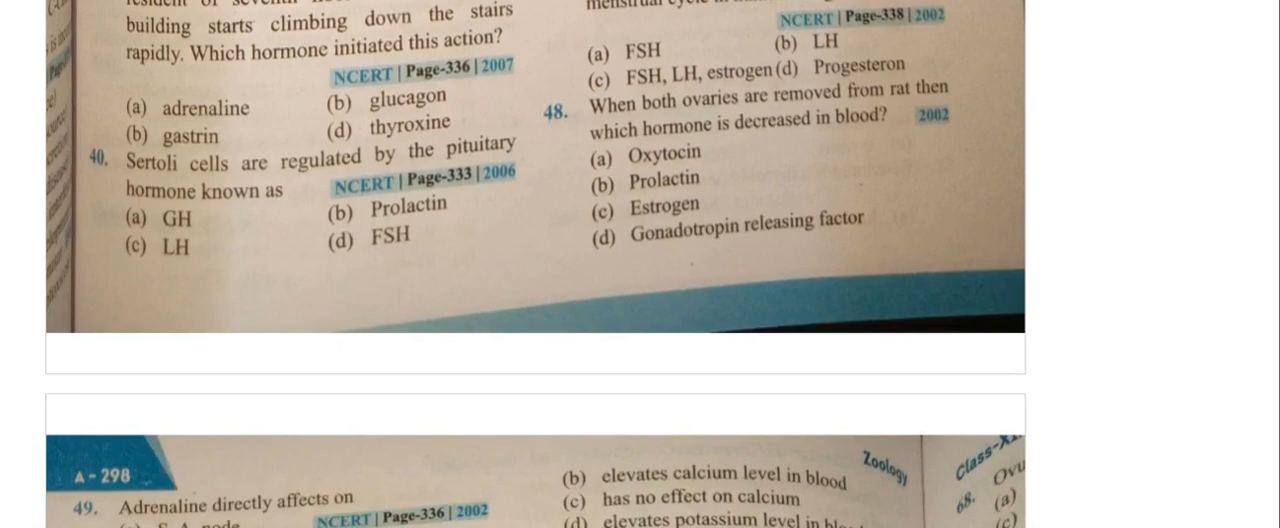 building starts climbing down the stairs
rapidly. Which hormone initiated this action?
NCERT | Page-336 | 2007
(a) adrenaline
(b) glucagon
(b) gastrin
(d) thyroxine
40. Sertoli cells are regulated by the pituitary
hormone known as
NCERT | Page-333 | 2006
(a) GH
(b) Prolactin
(c) LH
(d) FSH
NCERT | Page-338 | 2002
(a) FSH
(b) LH
(c) FSH, LH, estrogen (d) Progesteron
48. When both ovaries are removed from rat then
which hormone is decreased in blood? 2002
(a) Oxytocin
(b) Prolactin
(c) Estrogen
(d) Gonadotropin releasing factor
A - 298
49. Adrenaline directly affects on
NCERT | Page-336 | 2002
Zoology
(b) elevates calcium level in blood
(c) has no effect on calcium
(d) elevates potassium level in
68.
(a)
(c)